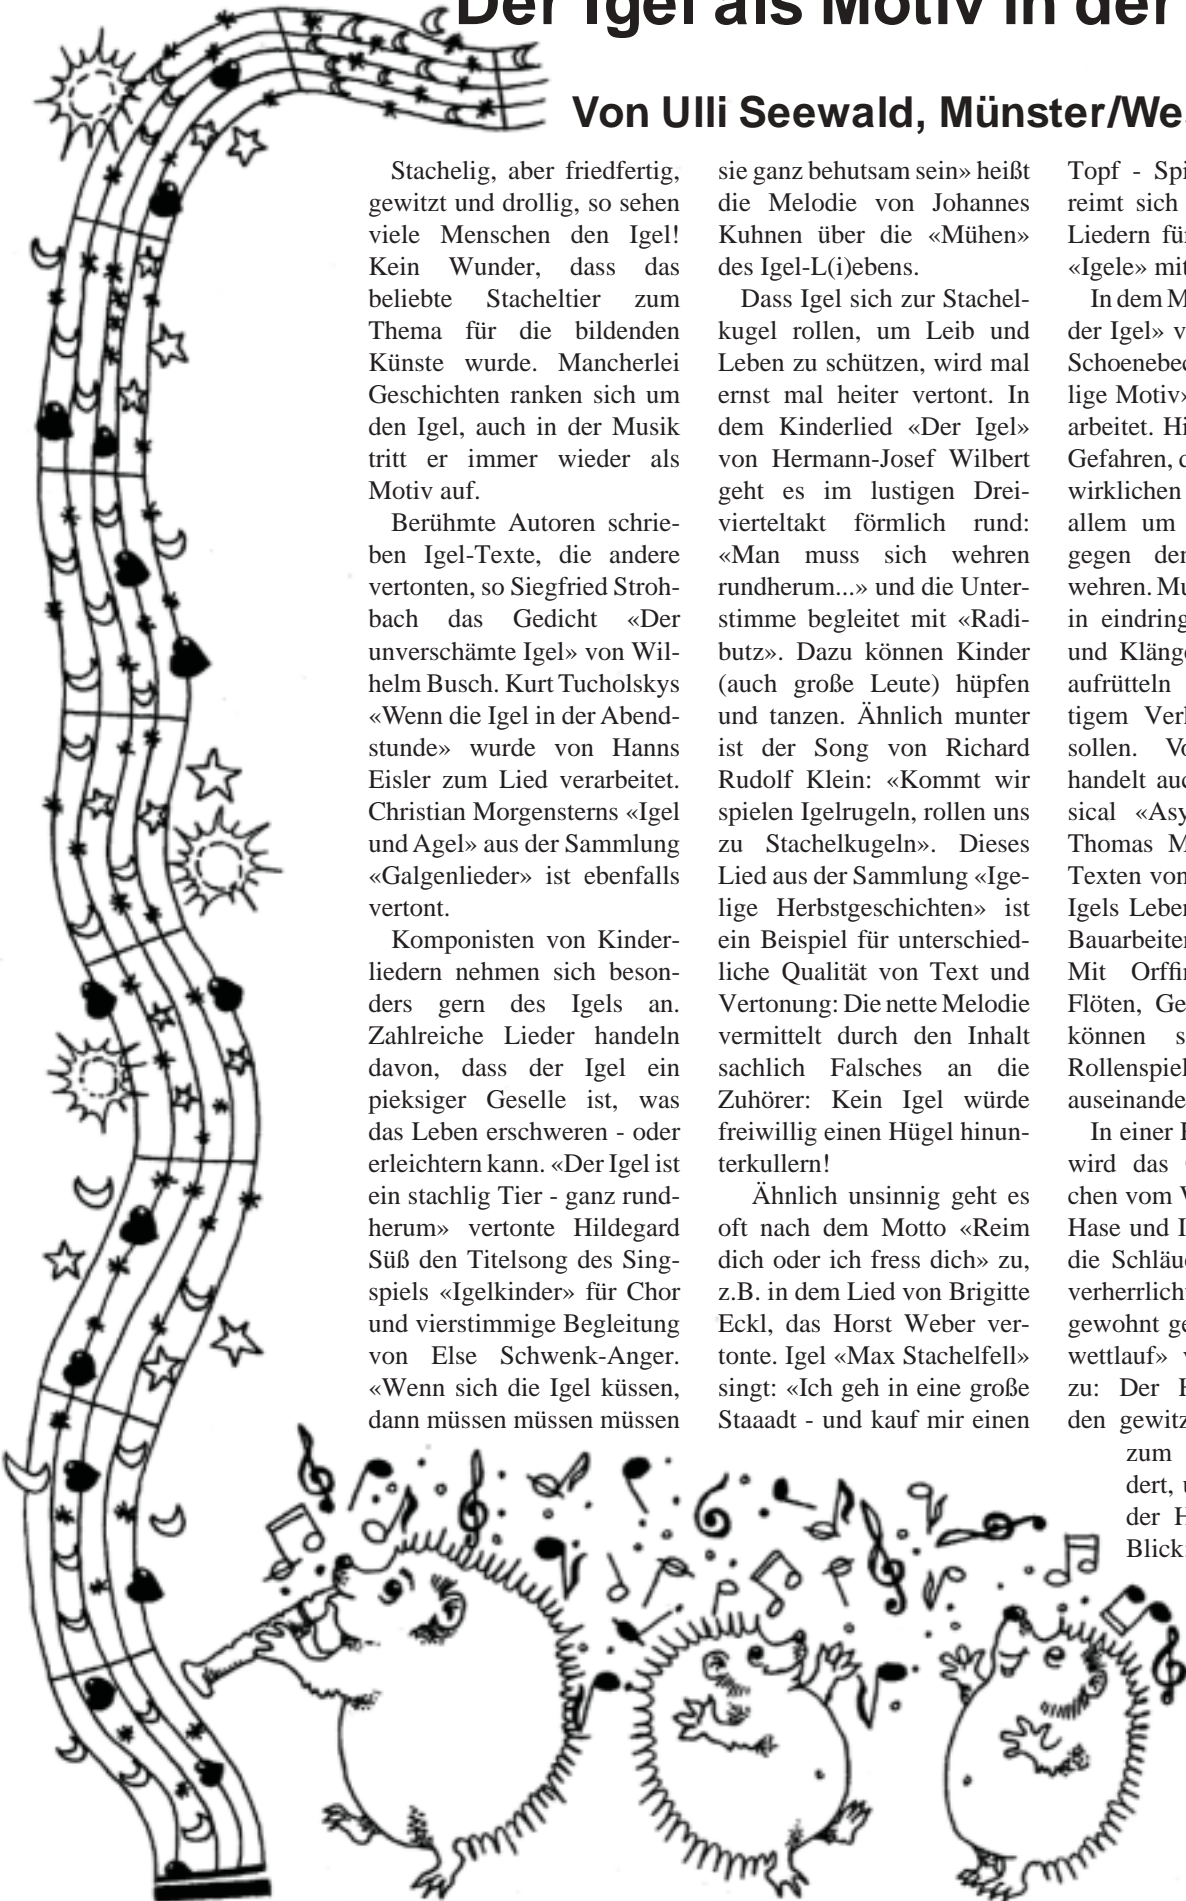 Der Igel als Motiv in der
Von Ulli Seewald, Münster/We
Stachelig, aber friedfertig,
gewitzt und drollig, so sehen
viele Menschen den Igel!
Kein Wunder, dass das
beliebte Stacheltier zum
Thema für die bildenden
Künste wurde. Mancherlei
Geschichten ranken sich um
den Igel, auch in der Musik
tritt er immer wieder als
Motiv auf.
Berühmte Autoren schrie-
ben Igel-Texte, die andere
vertonten, so Siegfried Stroh-
bach das Gedicht «Der
unverschämte Igel» von Wil-
helm Busch. Kurt Tucholskys
«Wenn die Igel in der Abend-
stunde» wurde von Hanns
Eisler zum Lied verarbeitet.
Christian Morgensterns «Igel
und Agel» aus der Sammlung
«Galgenlieder» ist ebenfalls
vertont.
Komponisten von Kinder-
liedern nehmen sich beson-
ders gern des Igels an.
Zahlreiche Lieder handeln
davon, dass der Igel ein
pieksiger Geselle ist, was
das Leben erschweren - oder
erleichtern kann. «Der Igel ist
ein stachlig Tier - ganz rund-
herum» vertonte Hildegard
Süß den Titelsong des Sing-
spiels «Igelkinder» für Chor
und vierstimmige Begleitung
von Else Schwenk-Anger.
«Wenn sich die Igel küssen,
dann müssen müssen müssen
sie ganz behutsam sein» heißt
die Melodie von Johannes
Kuhnen über die «Mühen»
des Igel-L(i)ebens.
Dass Igel sich zur Stachel-
kugel rollen, um Leib und
Leben zu schützen, wird mal
ernst mal heiter vertont. In
dem Kinderlied «Der Igel»
von Hermann-Josef Wilbert
geht es im lustigen Drei-
vierteltakt förmlich rund:
«Man muss sich wehren
rundherum...» und die Unter-
stimme begleitet mit «Radi-
butz». Dazu können Kinder
(auch große Leute) hüpfen
und tanzen. Ähnlich munter
ist der Song von Richard
Rudolf Klein: «Kommt wir
spielen Igelrugeln, rollen uns
zu Stachelkugeln». Dieses
Lied aus der Sammlung «Ige-
lige Herbstgeschichten» ist
ein Beispiel für unterschied-
liche Qualität von Text und
Vertonung: Die nette Melodie
vermittelt durch den Inhalt
sachlich Falsches an die
Zuhörer: Kein Igel würde
freiwillig einen Hügel hinun-
terkullern!
Ähnlich unsinnig geht es
oft nach dem Motto «Reim
dich oder ich fress dich» zu,
z.B. in dem Lied von Brigitte
Eckl, das Horst Weber ver-
tonte. Igel «Max Stachelfell»
singt: «Ich geh in eine große
Staaadt - und kauf mir einen
Topf - Spi
reimt sich
Liedern für
«Igele» mit
In dem M
der Igel» v
Schoenebec
lige Motiv»
arbeitet. Hi
Gefahren, d
wirklichen
allem um
gegen der
wehren. Mu
in eindring
und Kläng
aufrütteln
tigem Verl
sollen. Vo
handelt auc
sical «Asy
Thomas M
Texten von
Igels Leber
Bauarbeiter
Mit Orffin
Flöten, Ge
können s
Rollenspiel
auseinande
In einer
wird das
chen vom W
Hase und I
die Schläu
verherrlich
gewohnt ge
wettlauf» v
zu: Der H
den gewitz
zum
dert, u
der H
Blick